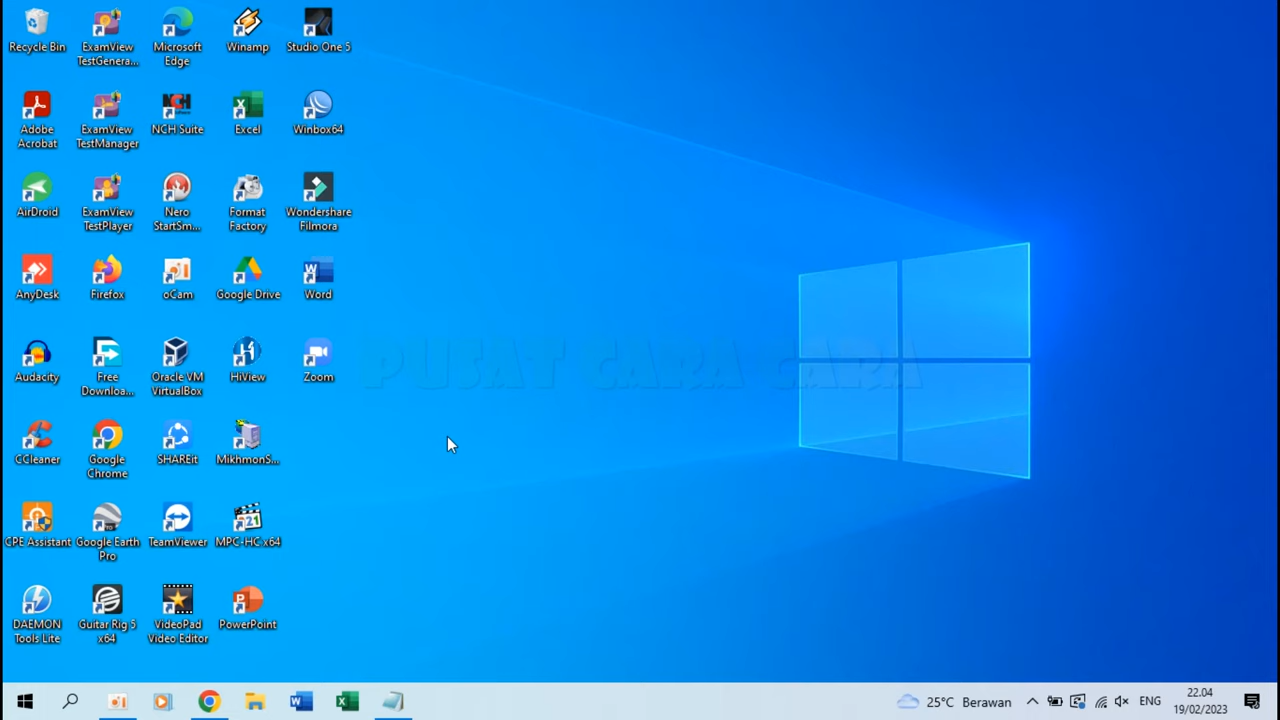 Recycle Bin
ExamView
TestGenera...
Microsoft
Edge
Winamp
Studio One 5
Adobe
Acrobat
ExamView
TestManager
NCH
NCH Suite
Excel
Winbox64
AirDroid
ExamView
TestPlayer
Nero
StartSm...
Format
Factory
Wondershare
Filmora
AnyDesk
Firefox
oCam
Google Drive
Word
Audacity
Free
Downloa...
Oracle VM
VirtualBox
HiView
Zoom
PUSAT CARA CARA
CCleaner
Google
Chrome
SHAREit
MikhmonS...
CPE Assistant
Google Earth
Pro
TeamViewer
21
MPC-HC x64
DAEMON
Tools Lite
Guitar Rig 5
x64
VideoPad
Video Editor
PowerPoint
25°C Berawan
ENG
22.04
19/02/2023